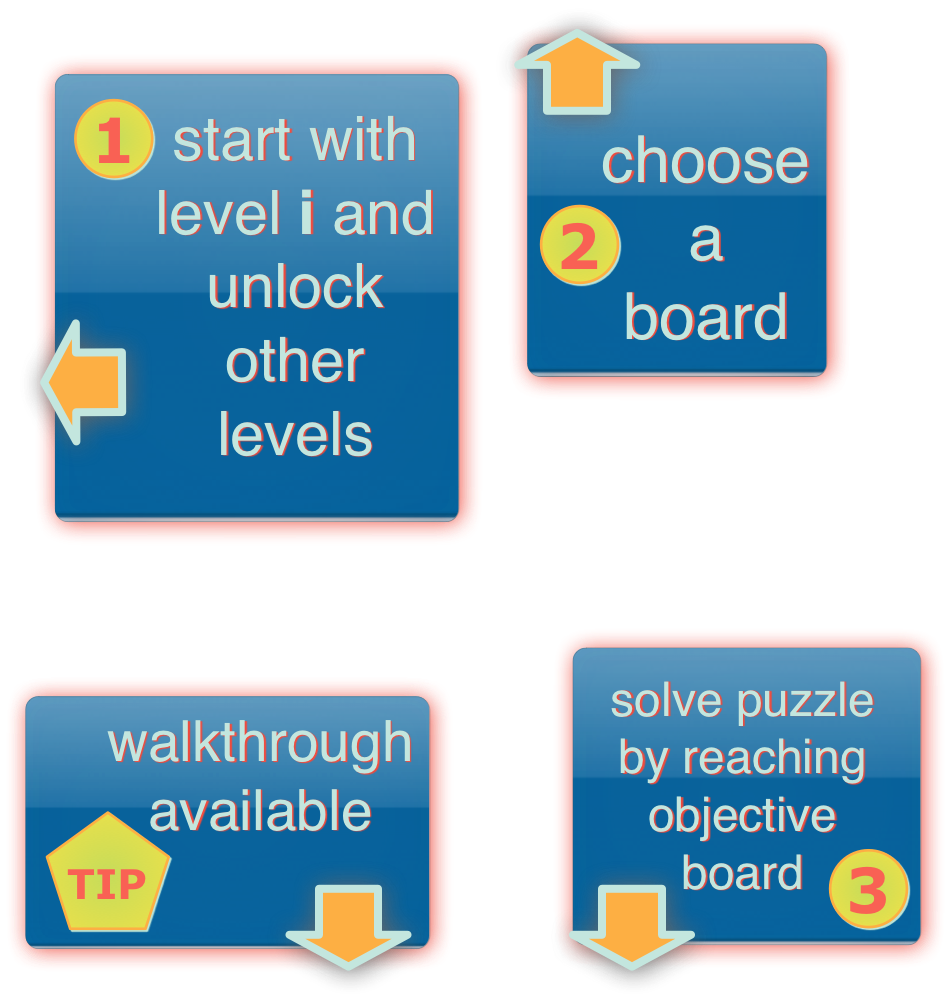 1
start with
level i and
unlock
other
levels
choose
2
a
board
walkthrough
available
TIP
solve puzzle
by reaching
objective
board
3